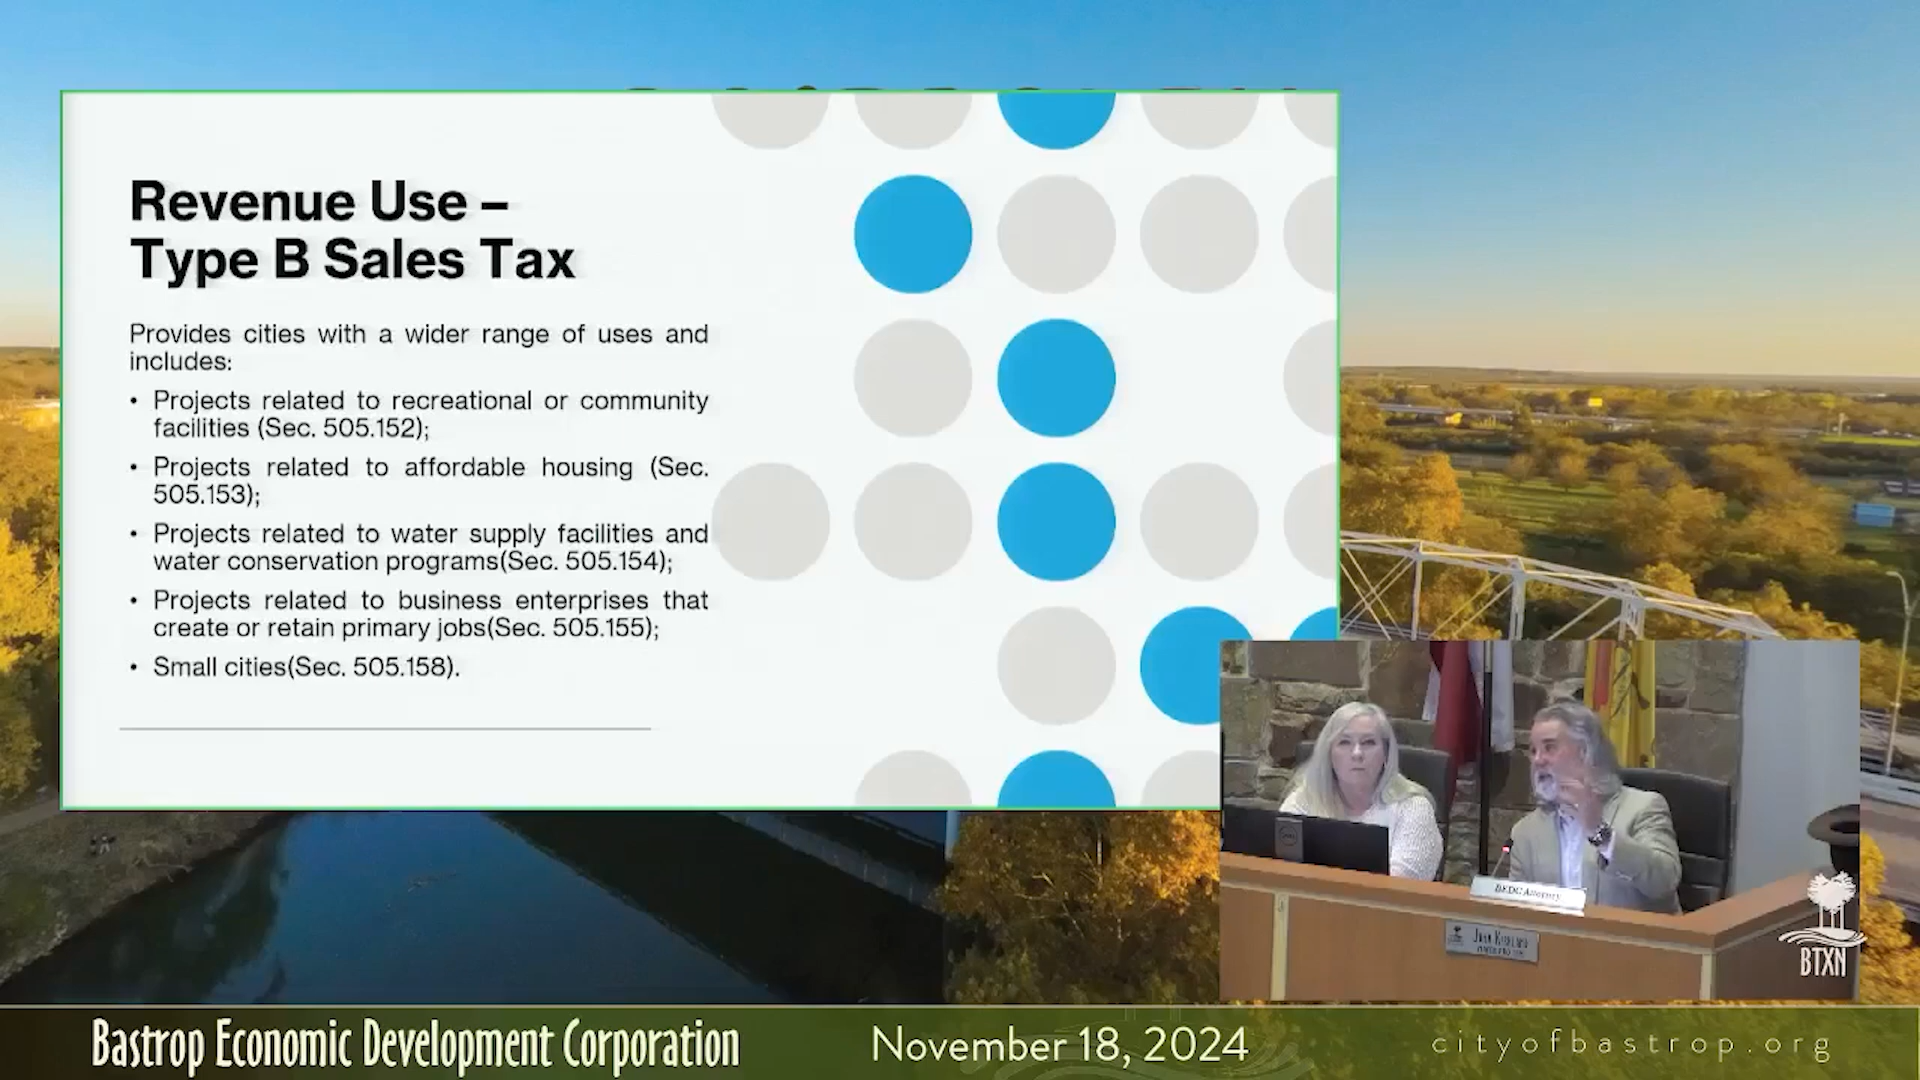 Revenue Use –
Type B Sales Tax
Provides cities with a wider range of uses and
includes:
• Projects related to recreational or community
facilities (Sec. 505.152);
• Projects related to affordable housing (Sec.
505.153);
• Projects related to water supply facilities and
water conservation programs(Sec. 505.154);
• Projects related to business enterprises that
create or retain primary jobs(Sec. 505.155);
• Small cities(Sec. 505.158).
BEDC Attorney
John Kirkland
BTXN
Bastrop Economic Development Corporation
November 18, 2024
cityofbastrop.org